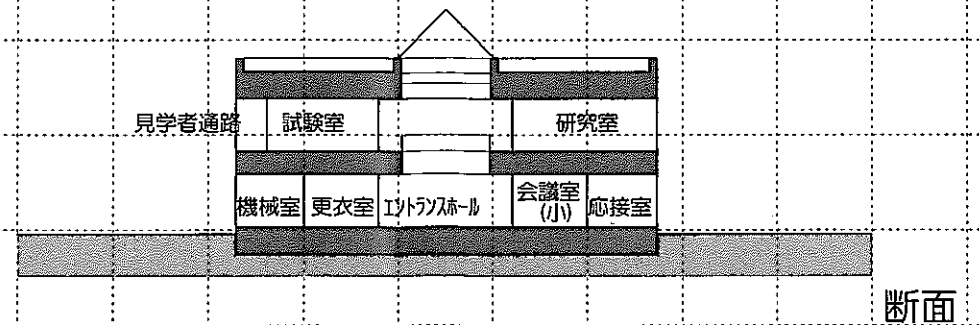 見学者通路
試験室
研究室
機械室
更衣室
エントランスホール
会議室
(小)
応接室
断面